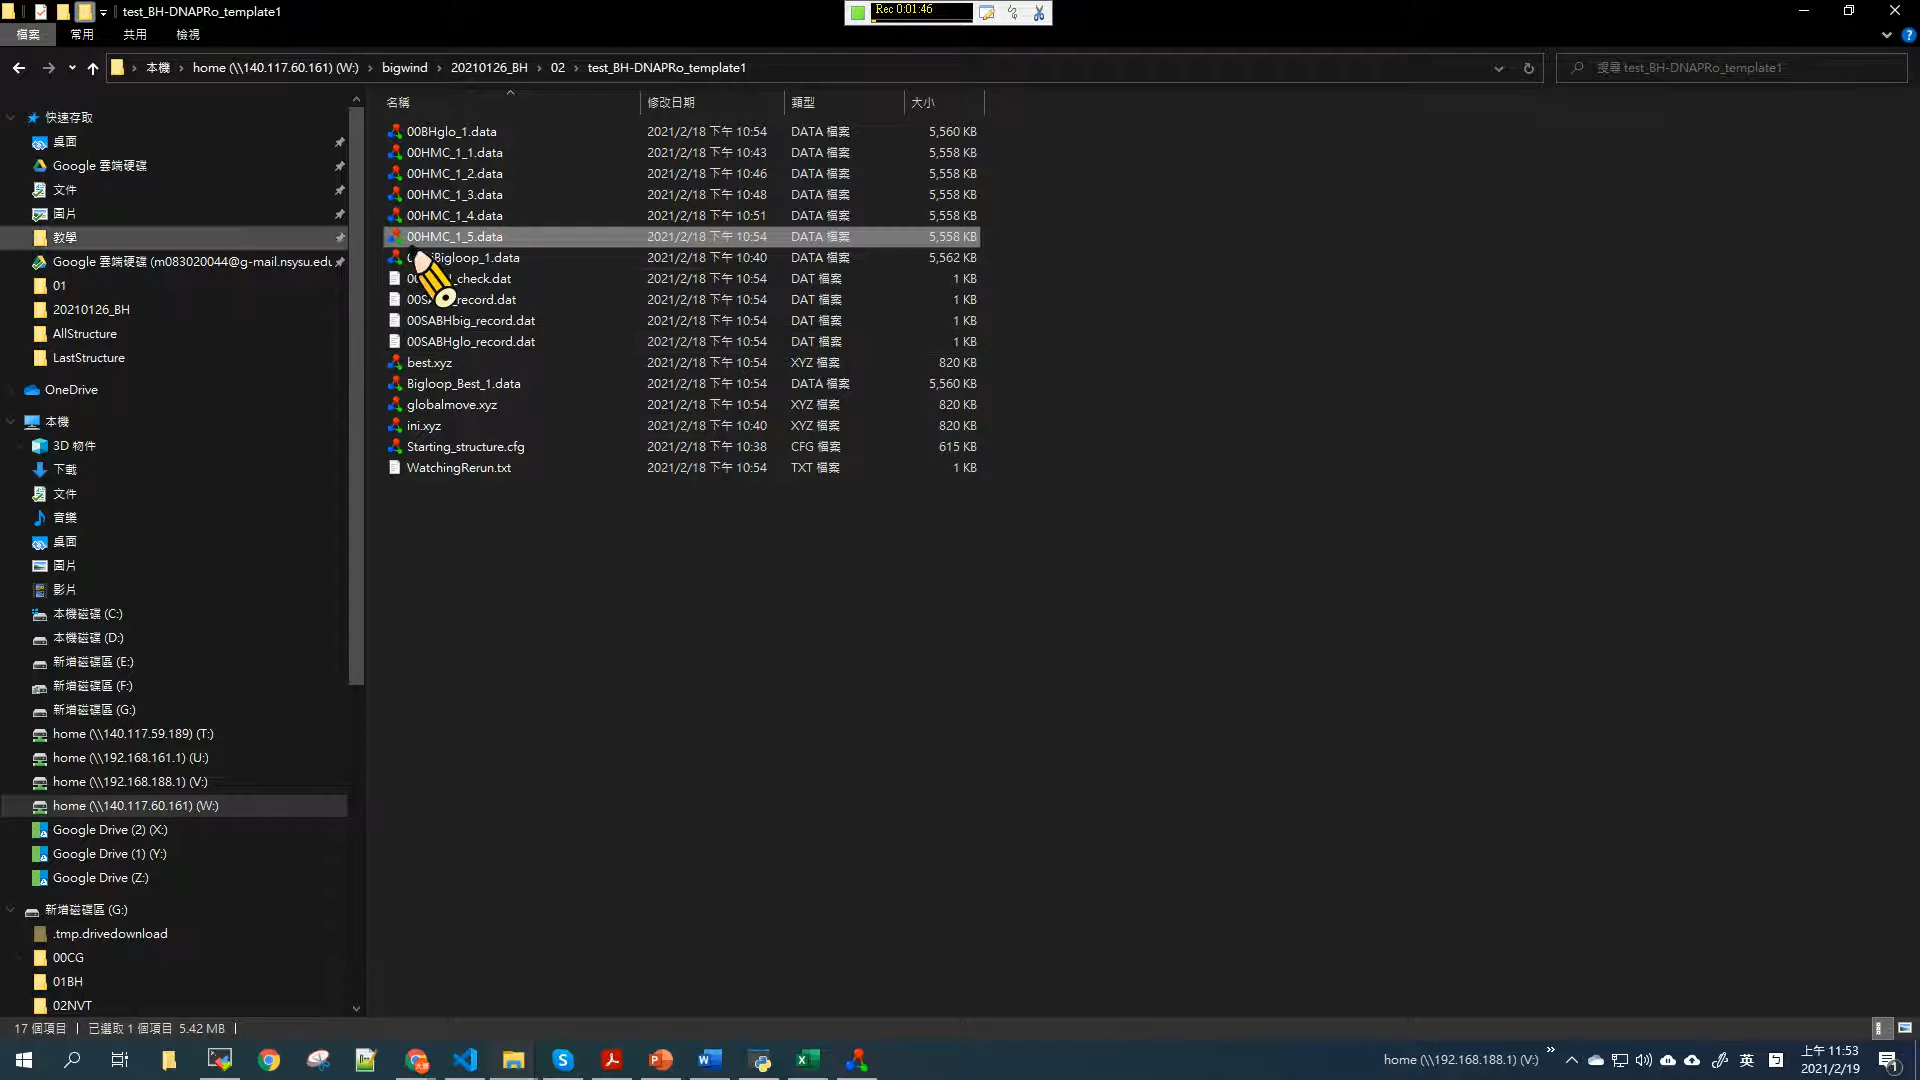 test_BH-DNAPRo_template1
Rec 0:01:46
檔案 常用 共用 檢視
本機 home (\\140.117.60.161) (W:) bigwind 20210126_BH 02 test_BH-DNAPRo_template1
搜尋 test_BH-DNAPRo_template1
快速存取
桌面
Google 雲端硬碟
文件
圖片
教學
Google 雲端硬碟 (m083020044@g-mail.nsysu.edu
01
20210126_BH
AllStructure
LastStructure
OneDrive
本機
3D 物件
下載
文件
音樂
桌面
圖片
影片
本機磁碟 (C:)
本機磁碟 (D:)
新增磁碟區 (E:)
新增磁碟區 (F:)
新增磁碟區 (G:)
home (\\140.117.59.189) (T:)
home (\\192.168.161.1) (U:)
home (\\192.168.188.1) (V:)
home (\\140.117.60.161) (W:)
Google Drive (2) (X:)
Google Drive (1) (Y:)
Google Drive (Z:)
新增磁碟區 (G:)
.tmp.drivedownload
00CG
01BH
02NVT
名稱 修改日期 類型 大小
00BHglo_1.data 2021/2/18 下午 10:54 DATA 檔案 5,560 KB
00HMC_1_1.data 2021/2/18 下午 10:43 DATA 檔案 5,558 KB
00HMC_1_2.data 2021/2/18 下午 10:46 DATA 檔案 5,558 KB
00HMC_1_3.data 2021/2/18 下午 10:48 DATA 檔案 5,558 KB
00HMC_1_4.data 2021/2/18 下午 10:51 DATA 檔案 5,558 KB
00HMC_1_5.data 2021/2/18 下午 10:54 DATA 檔案 5,558 KB
Bigloop_1.data 2021/2/18 下午 10:40 DATA 檔案 5,562 KB
_check.dat 2021/2/18 下午 10:54 DAT 檔案 1 KB
_record.dat 2021/2/18 下午 10:54 DAT 檔案 1 KB
00SABHbig_record.dat 2021/2/18 下午 10:54 DAT 檔案 1 KB
00SABHglo_record.dat 2021/2/18 下午 10:54 DAT 檔案 1 KB
best.xyz 2021/2/18 下午 10:54 XYZ 檔案 820 KB
Bigloop_Best_1.data 2021/2/18 下午 10:54 DATA 檔案 5,560 KB
globalmove.xyz 2021/2/18 下午 10:54 XYZ 檔案 820 KB
ini.xyz 2021/2/18 下午 10:40 XYZ 檔案 820 KB
Starting_structure.cfg 2021/2/18 下午 10:38 CFG 檔案 615 KB
WatchingRerun.txt 2021/2/18 下午 10:54 TXT 檔案 1 KB
17 個項目 已選取 1 個項目 5.42 MB
home (\\192.168.188.1) (V:)
英
上午 11:53
2021/2/19